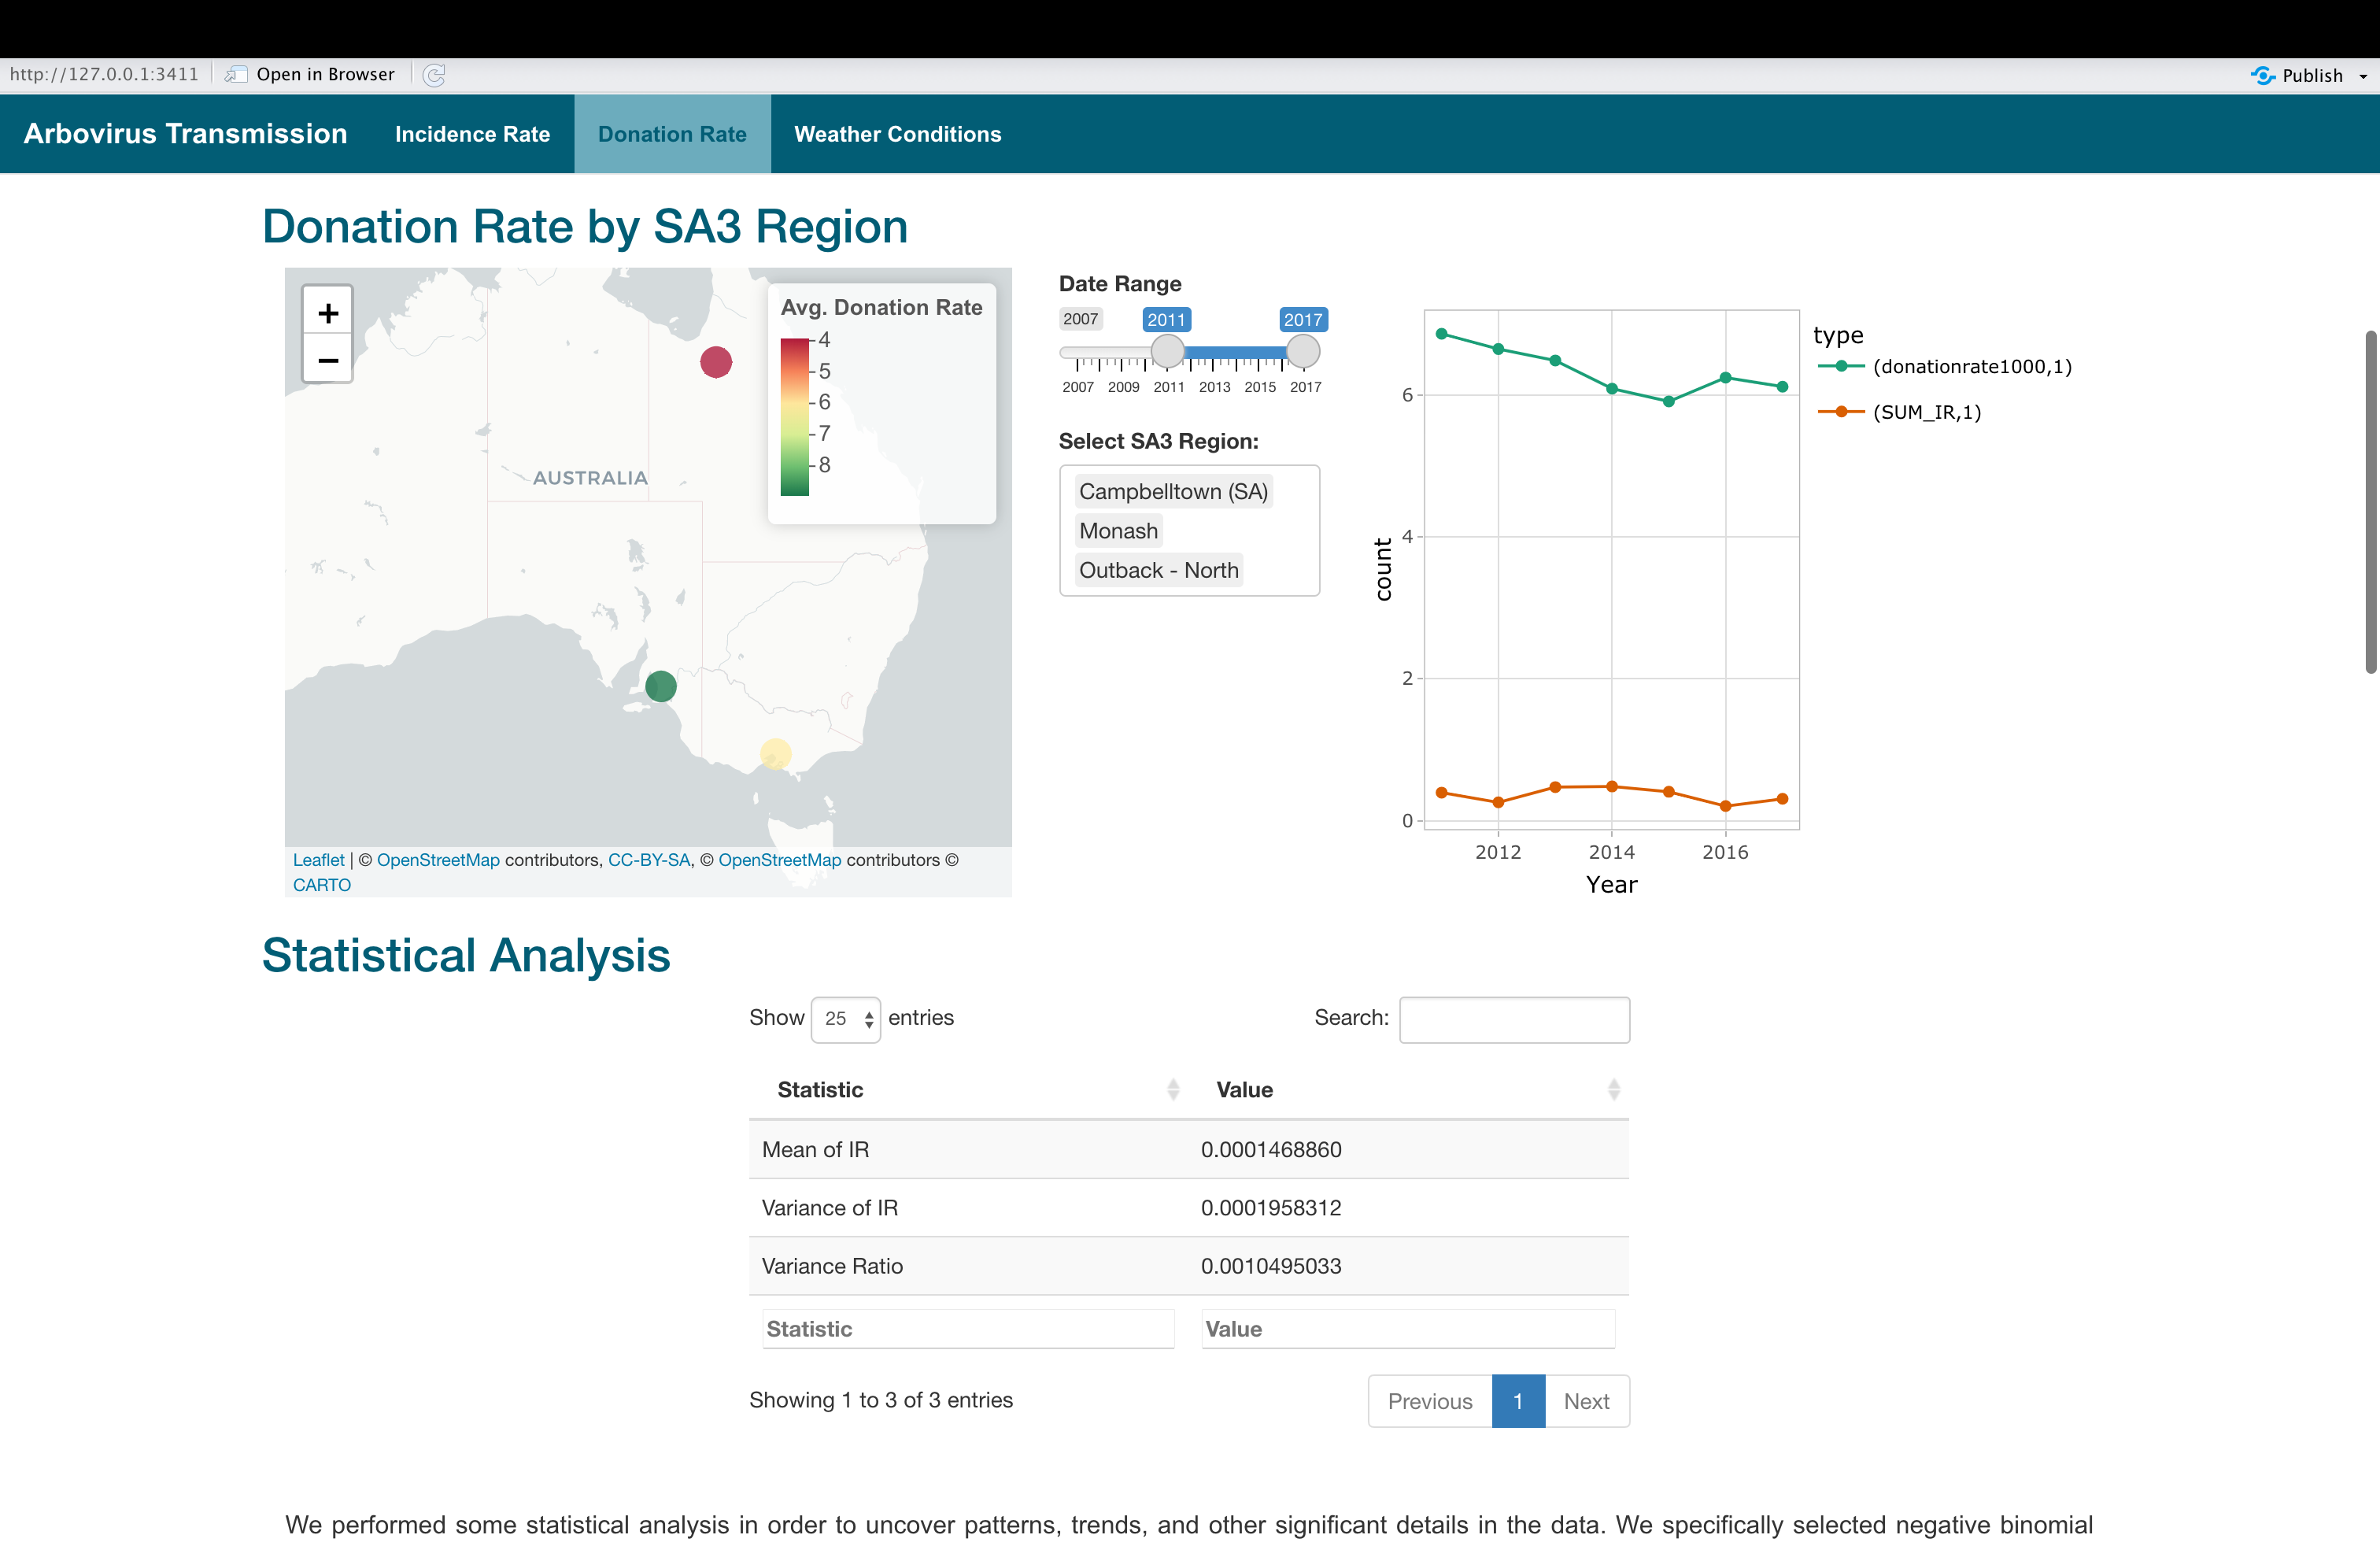 http://127.0.0.1:3411 Open in Browser Publish
Arbovirus Transmission Incidence Rate Donation Rate Weather Conditions
Donation Rate by SA3 Region
+
−
AUSTRALIA
Avg. Donation Rate
4
5
6
7
8
Leaflet | © OpenStreetMap contributors, CC-BY-SA, © OpenStreetMap contributors ©
CARTO
Date Range
2007 2011 2017
2007 2009 2011 2013 2015 2017
Select SA3 Region:
Campbelltown (SA)
Monash
Outback - North
count
6
4
2
0
2012 2014 2016
Year
type
(donationrate1000,1)
(SUM_IR,1)
Statistical Analysis
Show 25 entries Search:
Statistic Value
Mean of IR 0.0001468860
Variance of IR 0.0001958312
Variance Ratio 0.0010495033
Statistic Value
Showing 1 to 3 of 3 entries Previous 1 Next
We performed some statistical analysis in order to uncover patterns, trends, and other significant details in the data. We specifically selected negative binomial